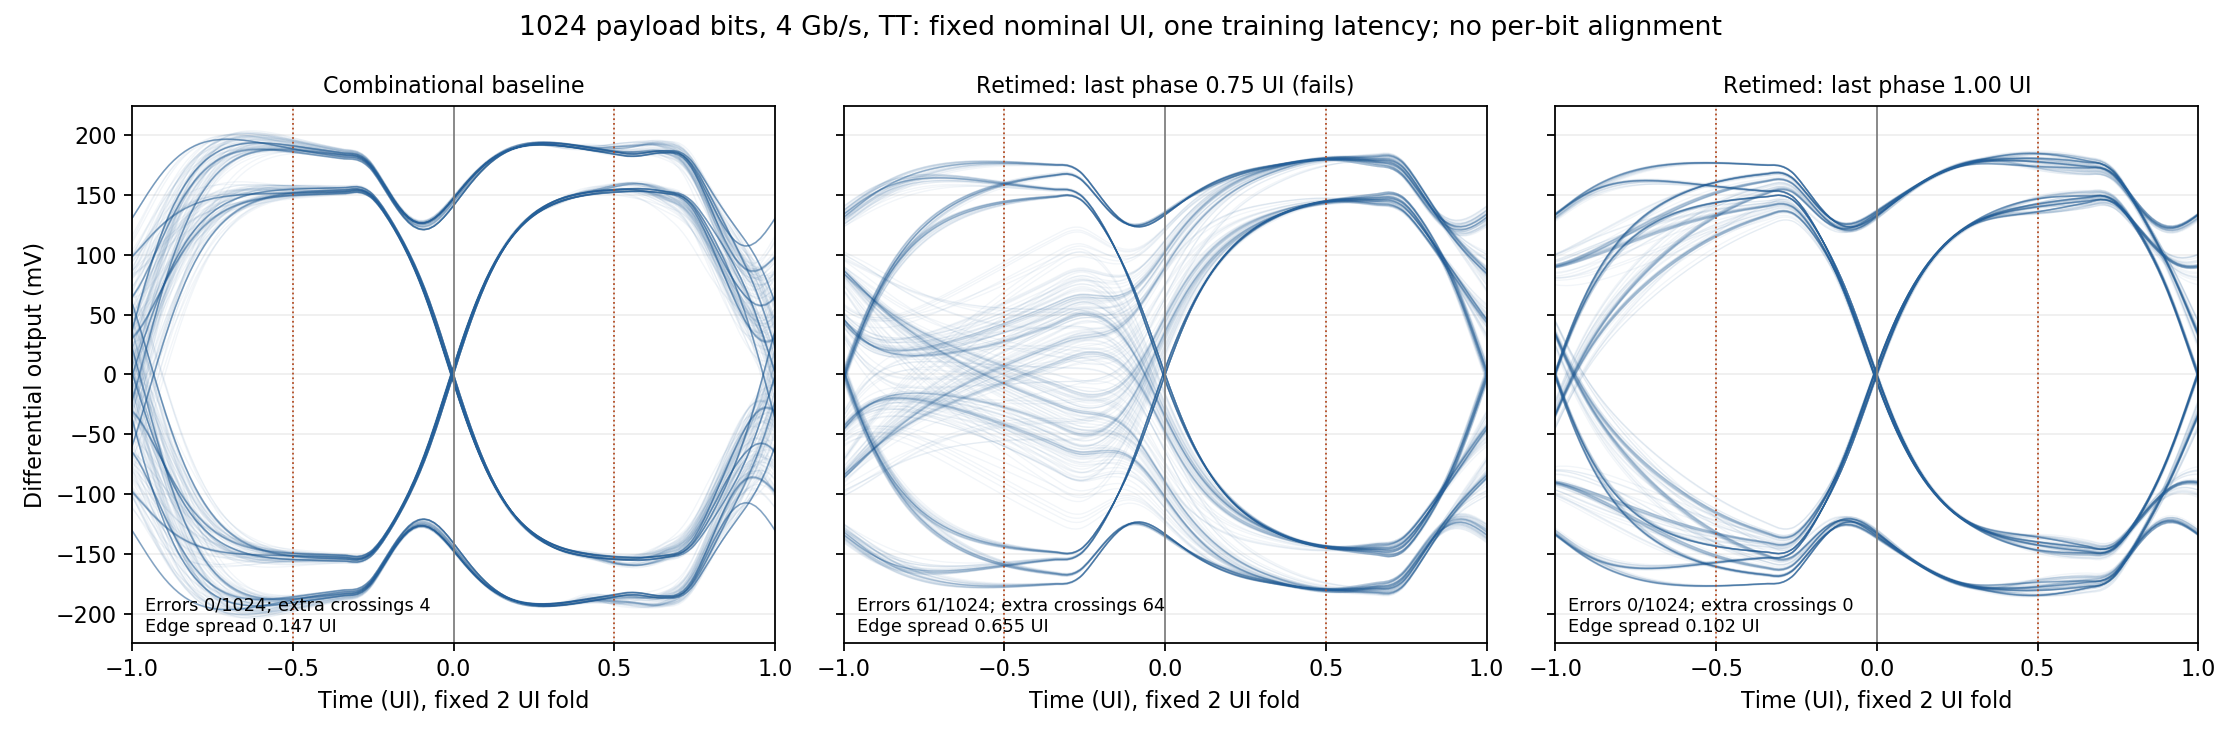 1024 payload bits, 4 Gb/s, TT: fixed nominal UI, one training latency; no per-bit alignment
Combinational baseline
Retimed: last phase 0.75 UI (fails)
Retimed: last phase 1.00 UI
Differential output (mV)
200
150
100
50
0
−50
−100
−150
−200
Errors 0/1024; extra crossings 4
Edge spread 0.147 UI
Errors 61/1024; extra crossings 64
Edge spread 0.655 UI
Errors 0/1024; extra crossings 0
Edge spread 0.102 UI
−1.0 −0.5 0.0 0.5 1.0
−1.0 −0.5 0.0 0.5 1.0
−1.0 −0.5 0.0 0.5 1.0
Time (UI), fixed 2 UI fold
Time (UI), fixed 2 UI fold
Time (UI), fixed 2 UI fold